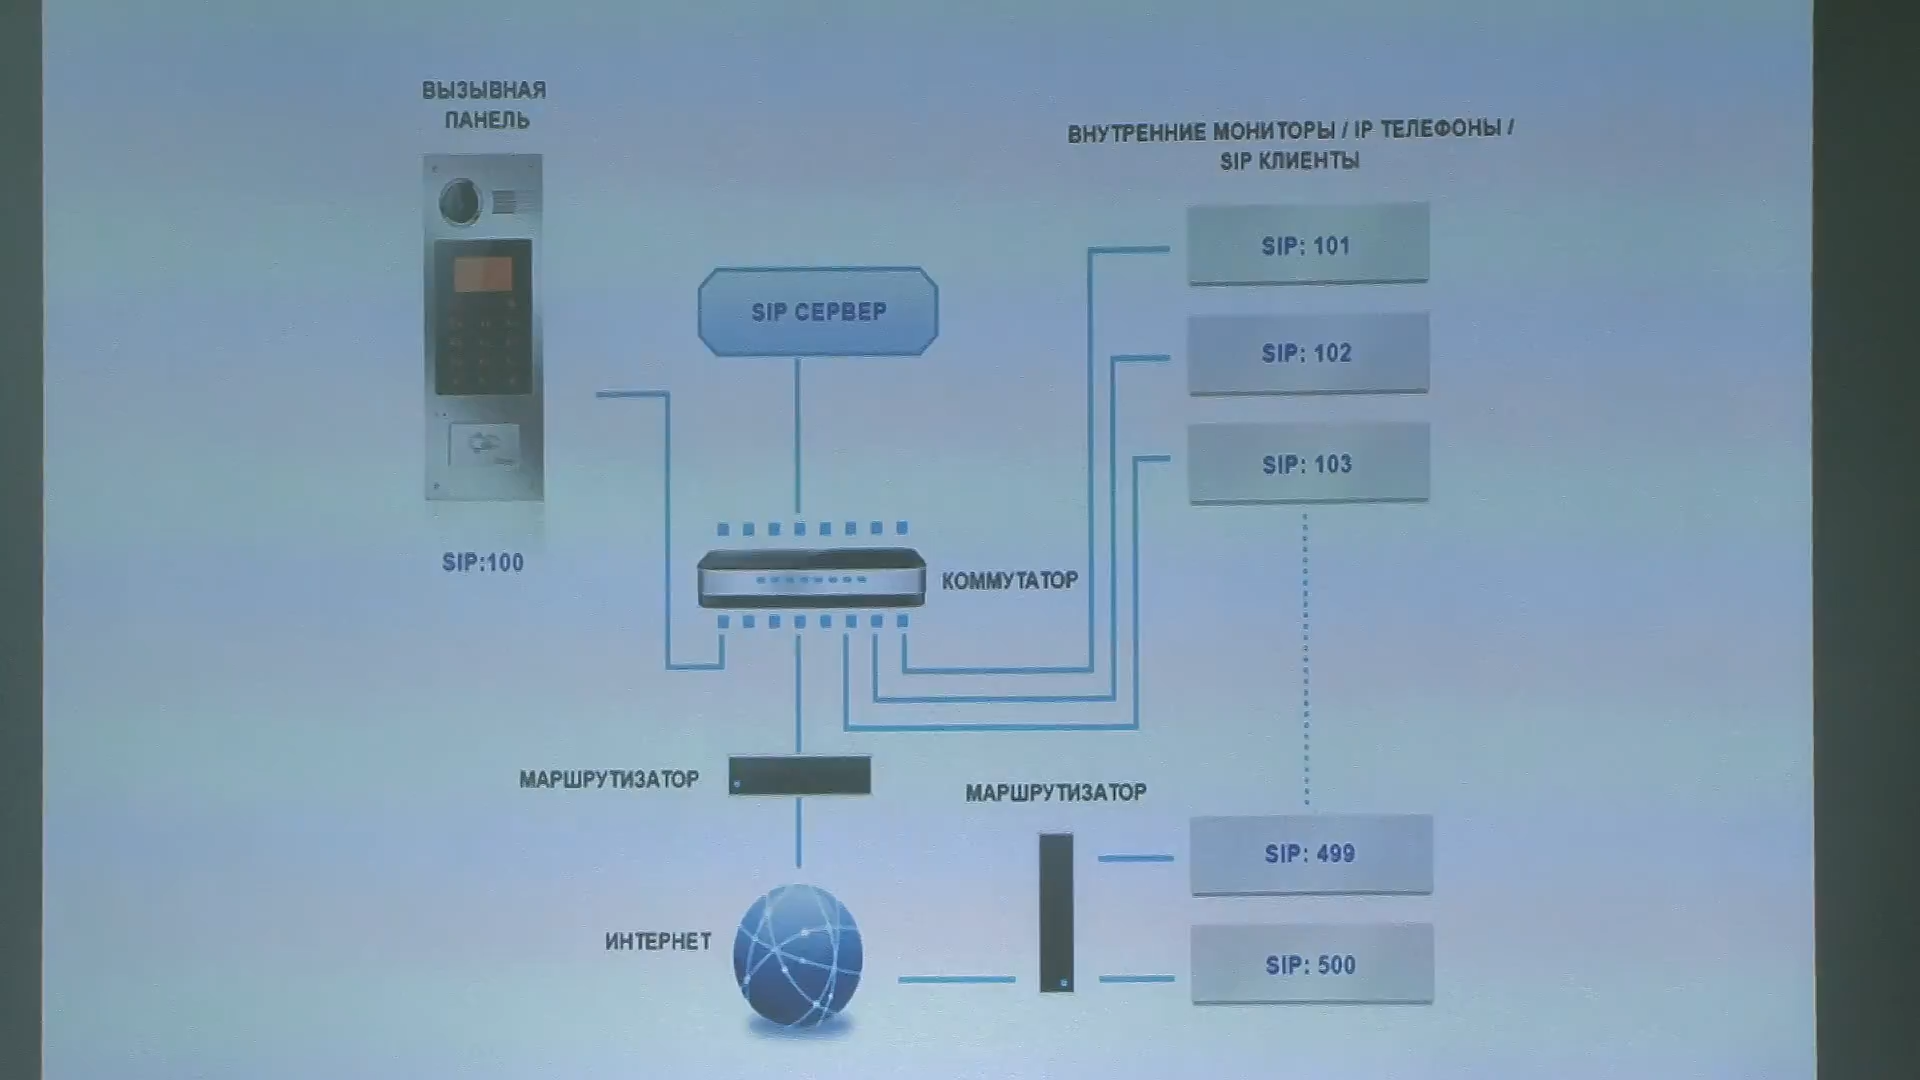 ВЫЗЫВНАЯ
ПАНЕЛЬ
ВНУТРЕННИЕ МОНИТОРЫ / IP ТЕЛЕФОНЫ /
SIP КЛИЕНТЫ
SIP: 101
SIP СЕРВЕР
SIP: 102
SIP: 103
SIP:100
КОММУТАТОР
МАРШРУТИЗАТОР
МАРШРУТИЗАТОР
SIP: 499
ИНТЕРНЕТ
SIP: 500